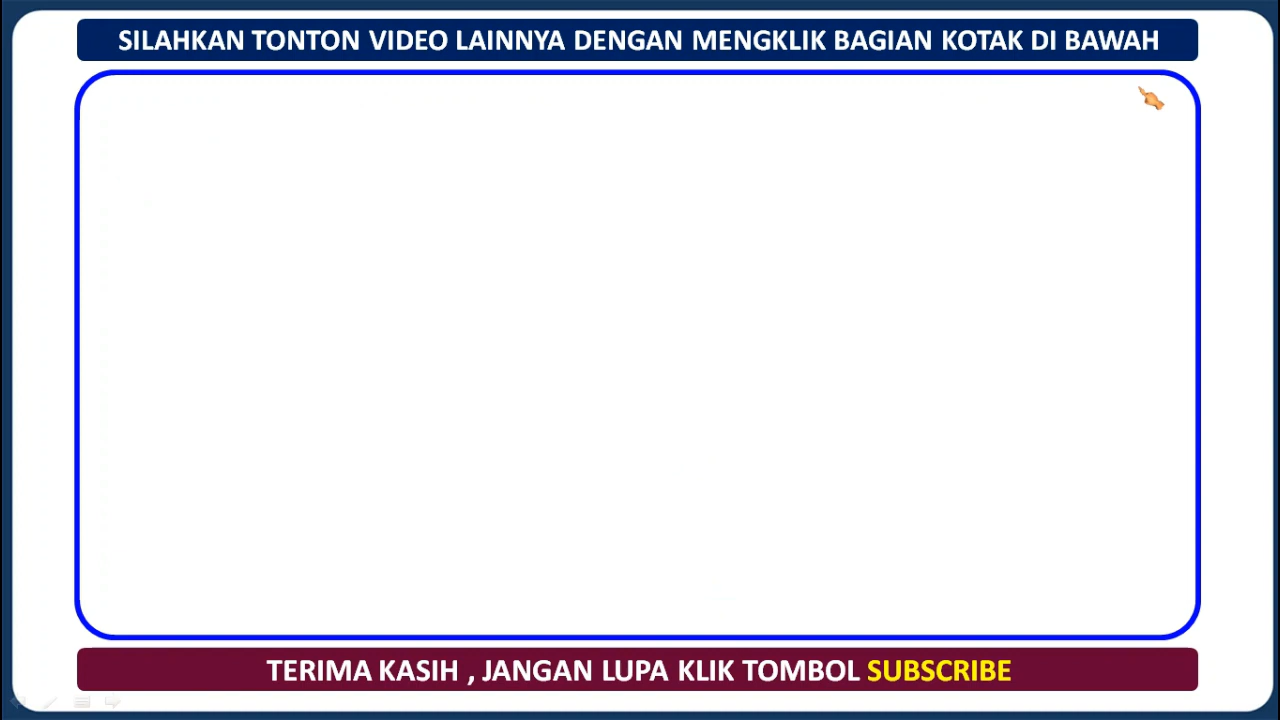 SILAHKAN TONTON VIDEO LAINNYA DENGAN MENGKLIK BAGIAN KOTAK DI BAWAH
TERIMA KASIH , JANGAN LUPA KLIK TOMBOL SUBSCRIBE